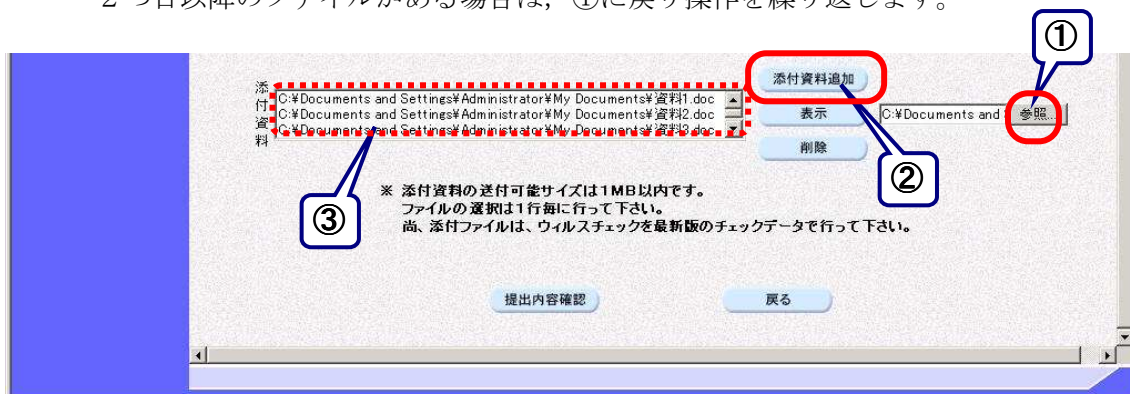 2つ目以降のファイルがある場合は，①に戻り操作を繰り返します。
①
添付資料
C:¥Documents and Settings¥Administrator¥My Documents¥資料1.doc
C:¥Documents and Settings¥Administrator¥My Documents¥資料2.doc
C:¥Documents and Settings¥Administrator¥My Documents¥資料3.doc
添付資料追加
表示
C:¥Documents and S
参照...
削除
②
③
※ 添付資料の送付可能サイズは1MB以内です。
ファイルの選択は1行毎に行って下さい。
尚、添付ファイルは、ウィルスチェックを最新版のチェックデータで行って下さい。
提出内容確認
戻る